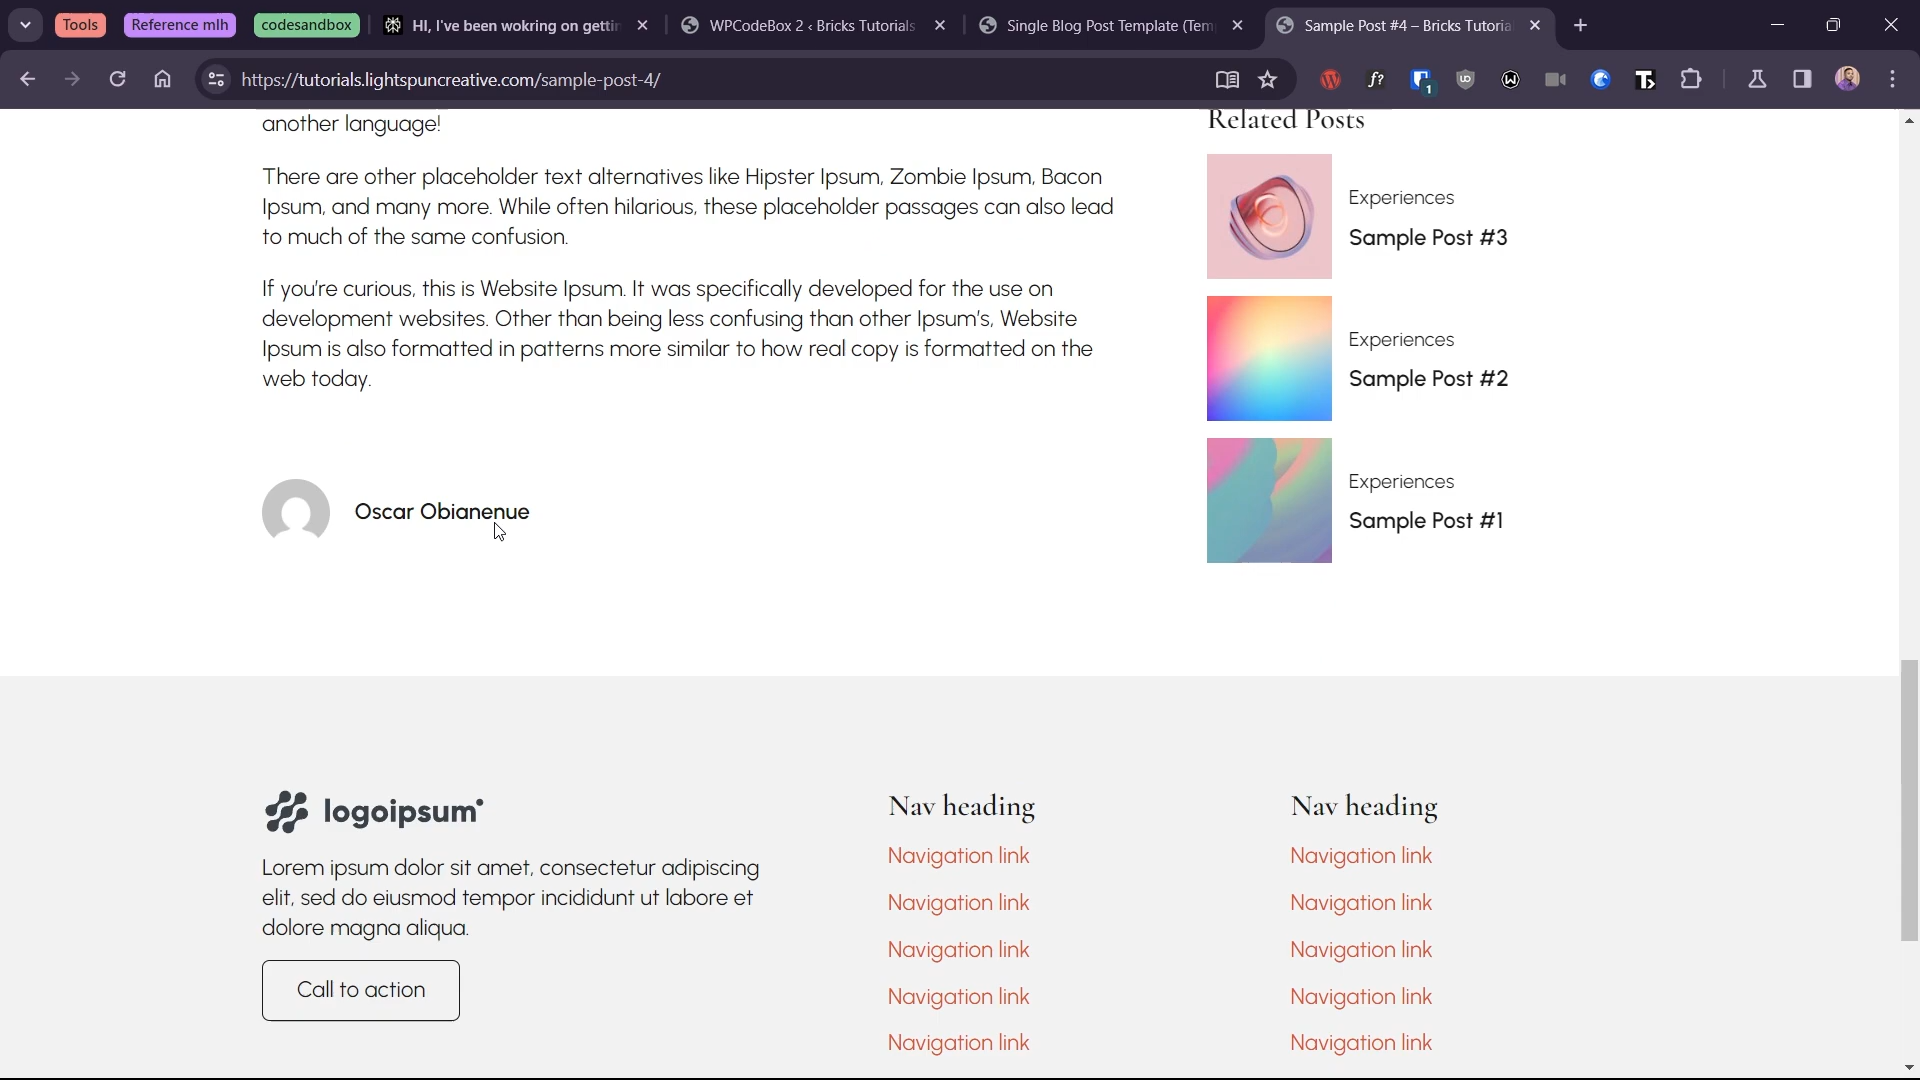 Tools
Reference mlh
codesandbox
HI, I've been wokring on gettin
WPCodeBox 2 ‹ Bricks Tutorials
Single Blog Post Template (Tem
Sample Post #4 – Bricks Tutoria
https://tutorials.lightspuncreative.com/sample-post-4/
f?
1
another language!
There are other placeholder text alternatives like Hipster Ipsum, Zombie Ipsum, Bacon
Ipsum, and many more. While often hilarious, these placeholder passages can also lead
to much of the same confusion.
If you're curious, this is Website Ipsum. It was specifically developed for the use on
development websites. Other than being less confusing than other Ipsum's, Website
Ipsum is also formatted in patterns more similar to how real copy is formatted on the
web today.
Oscar Obianenue
Related Posts
Experiences
Sample Post #3
Experiences
Sample Post #2
Experiences
Sample Post #1
logoipsum
Lorem ipsum dolor sit amet, consectetur adipiscing
elit, sed do eiusmod tempor incididunt ut labore et
dolore magna aliqua.
Call to action
Nav heading
Navigation link
Navigation link
Navigation link
Navigation link
Navigation link
Nav heading
Navigation link
Navigation link
Navigation link
Navigation link
Navigation link